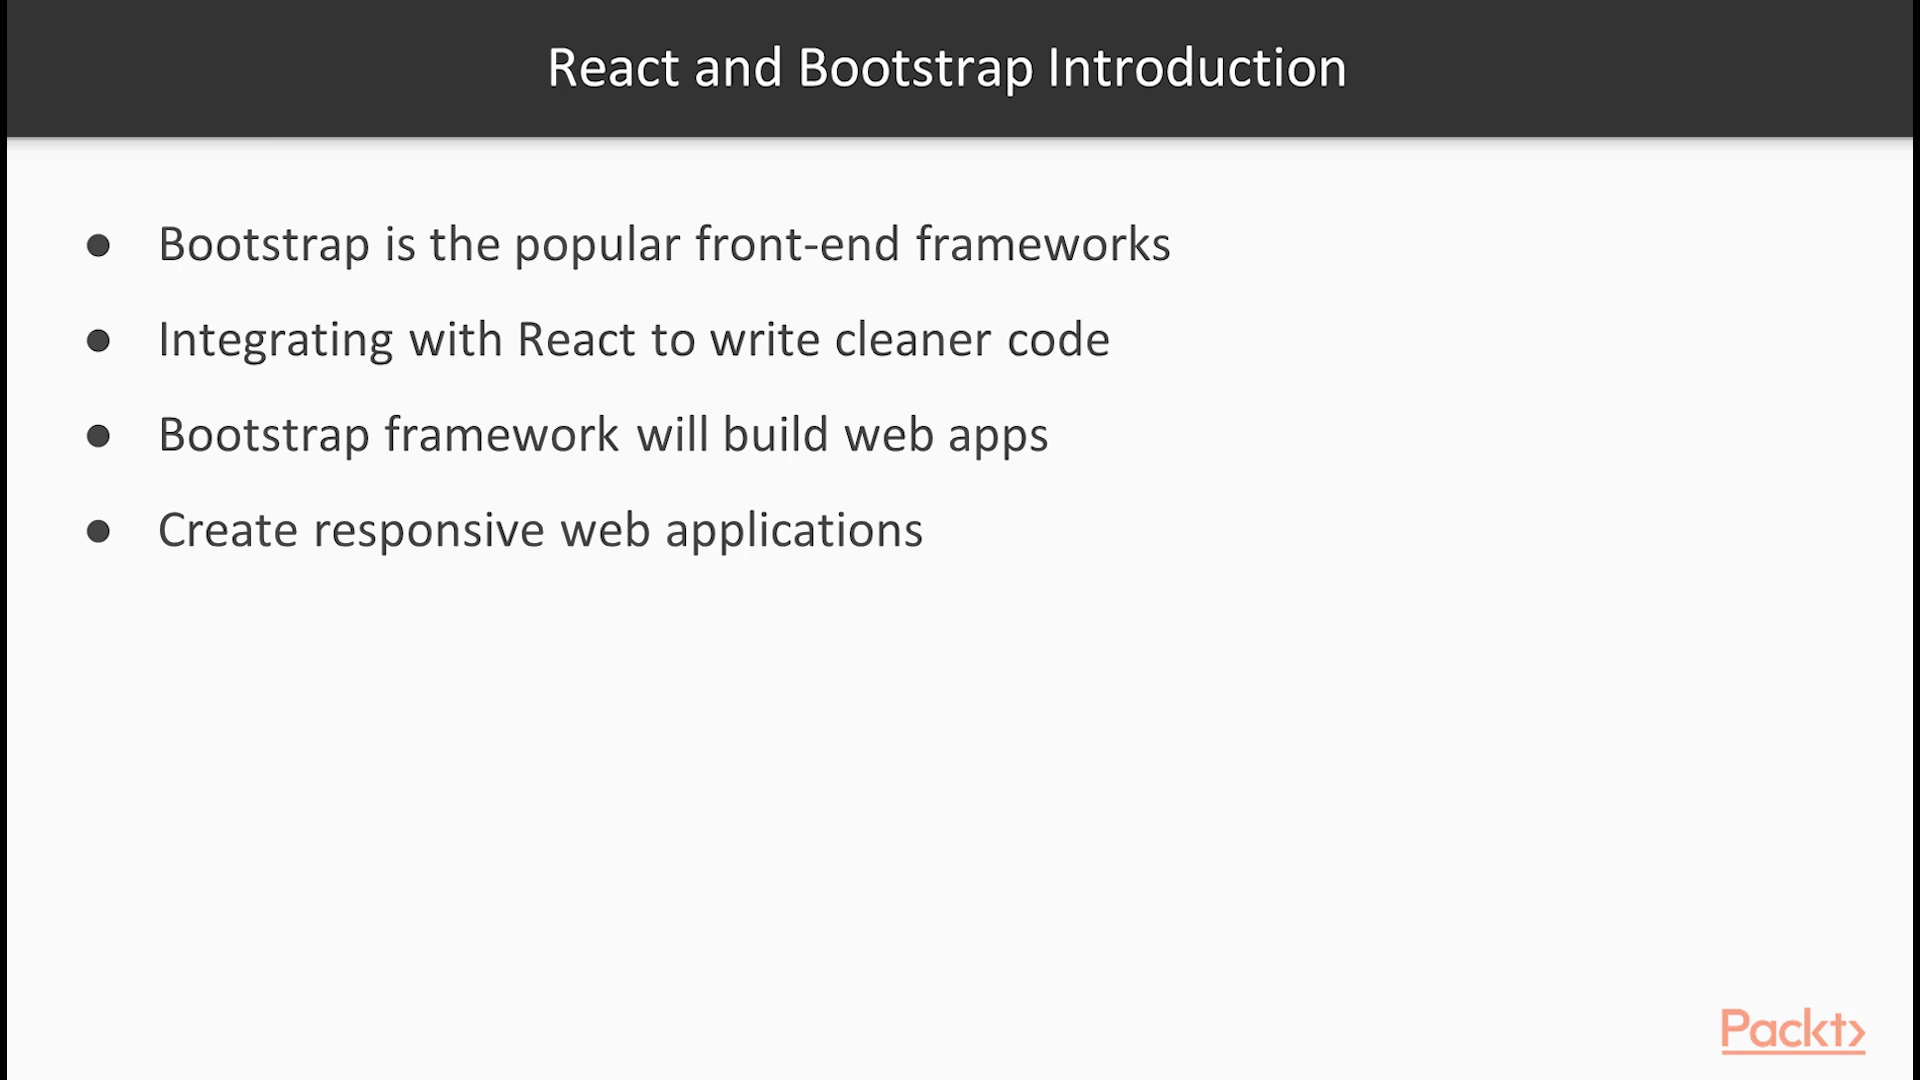 React and Bootstrap Introduction
● Bootstrap is the popular front-end frameworks
● Integrating with React to write cleaner code
● Bootstrap framework will build web apps
● Create responsive web applications
Packt>